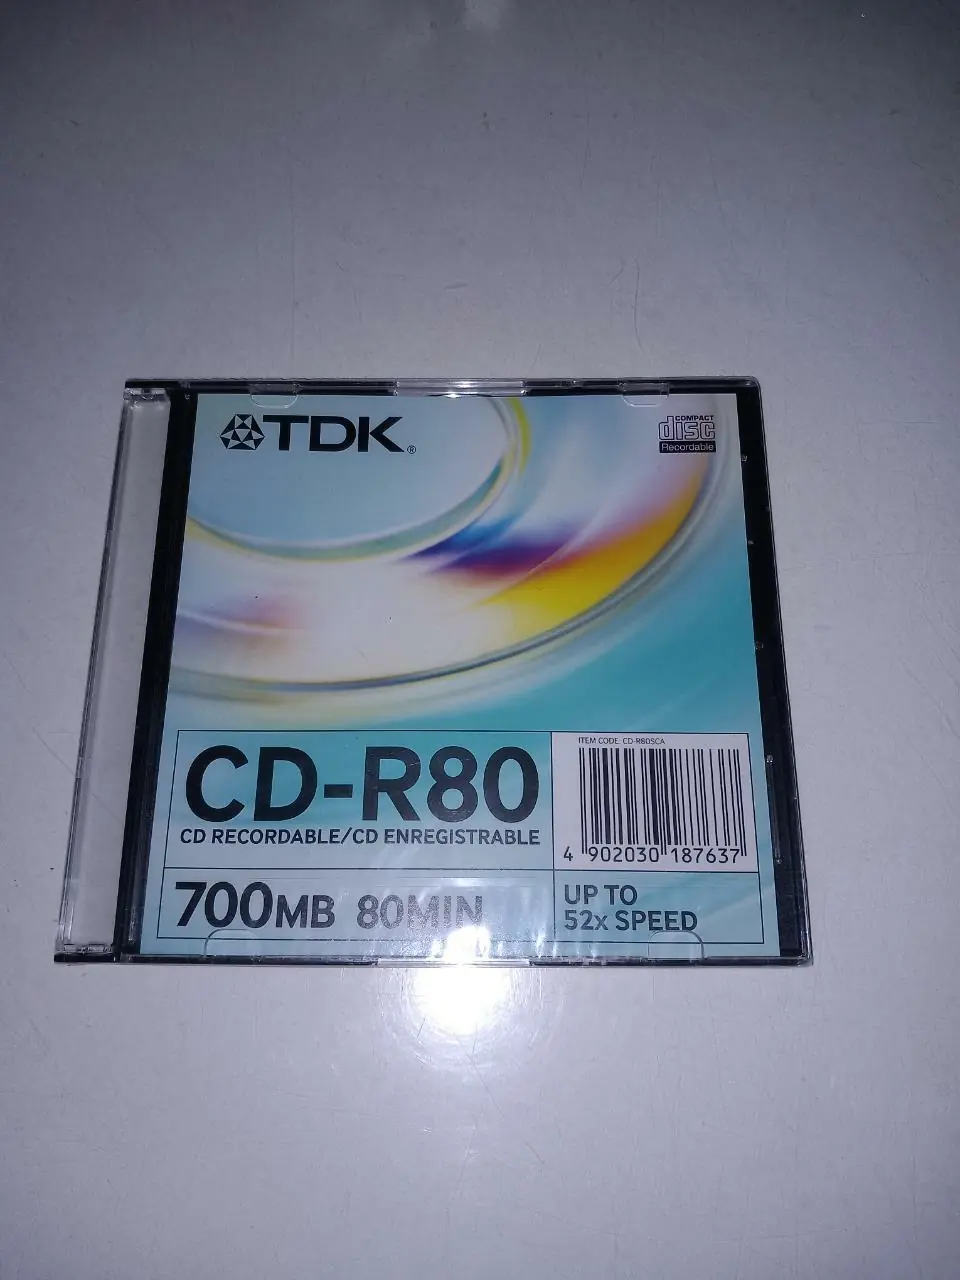 TDK®
COMPACT
disc
Recordable
CD-R80
CD RECORDABLE/CD ENREGISTRABLE
ITEM CODE: CD-R80SCA
4 902030 187637
700MB 80MIN
UP TO
52x SPEED